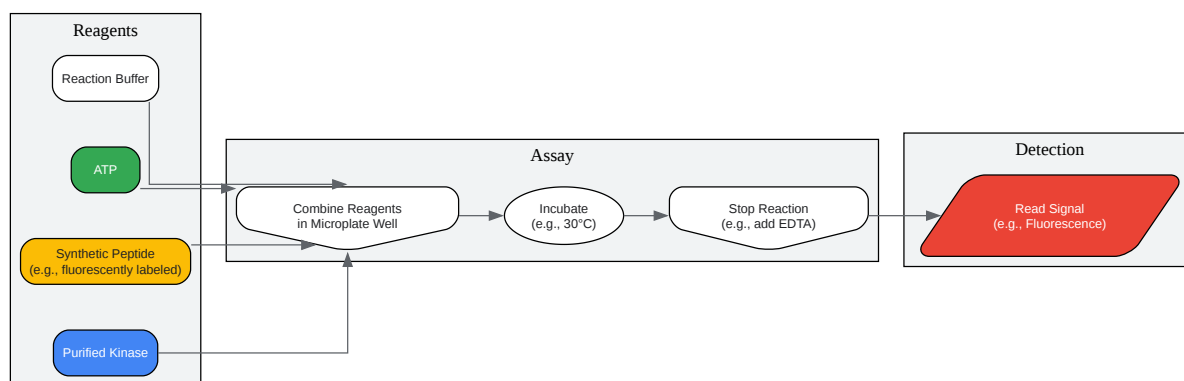 Reagents
Reaction Buffer
ATP
Synthetic Peptide
(e.g., fluorescently labeled)
Purified Kinase
Assay
Combine Reagents
in Microplate Well
Incubate
(e.g., 30°C)
Stop Reaction
(e.g., add EDTA)
Detection
Read Signal
(e.g., Fluorescence)